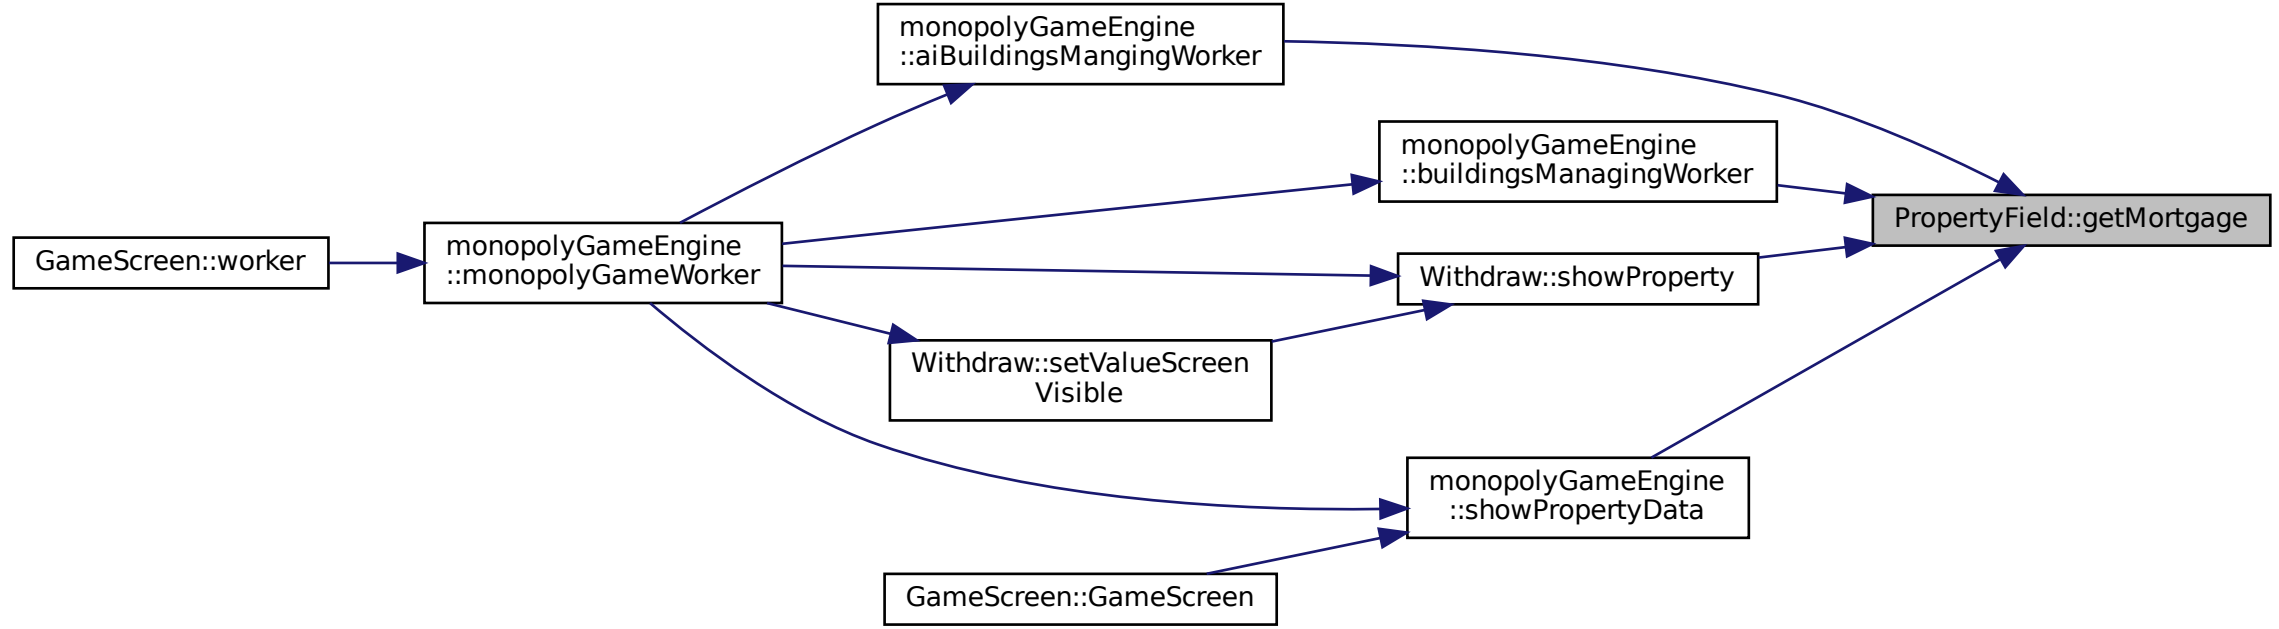 monopolyGameEngine
::aiBuildingsMangingWorker
monopolyGameEngine
::buildingsManagingWorker
PropertyField::getMortgage
GameScreen::worker
monopolyGameEngine
::monopolyGameWorker
Withdraw::showProperty
Withdraw::setValueScreen
Visible
monopolyGameEngine
::showPropertyData
GameScreen::GameScreen